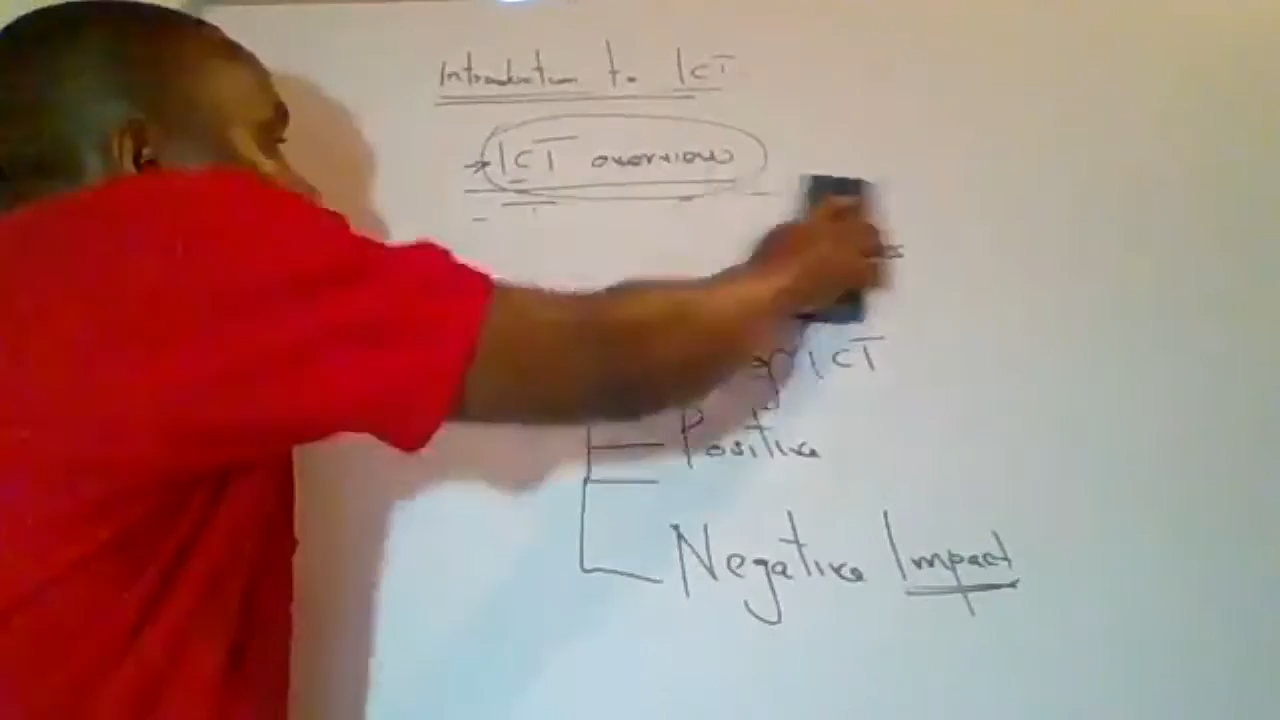 Introduction to ICT
ICT overview
ICT
Positive
Negative Impact